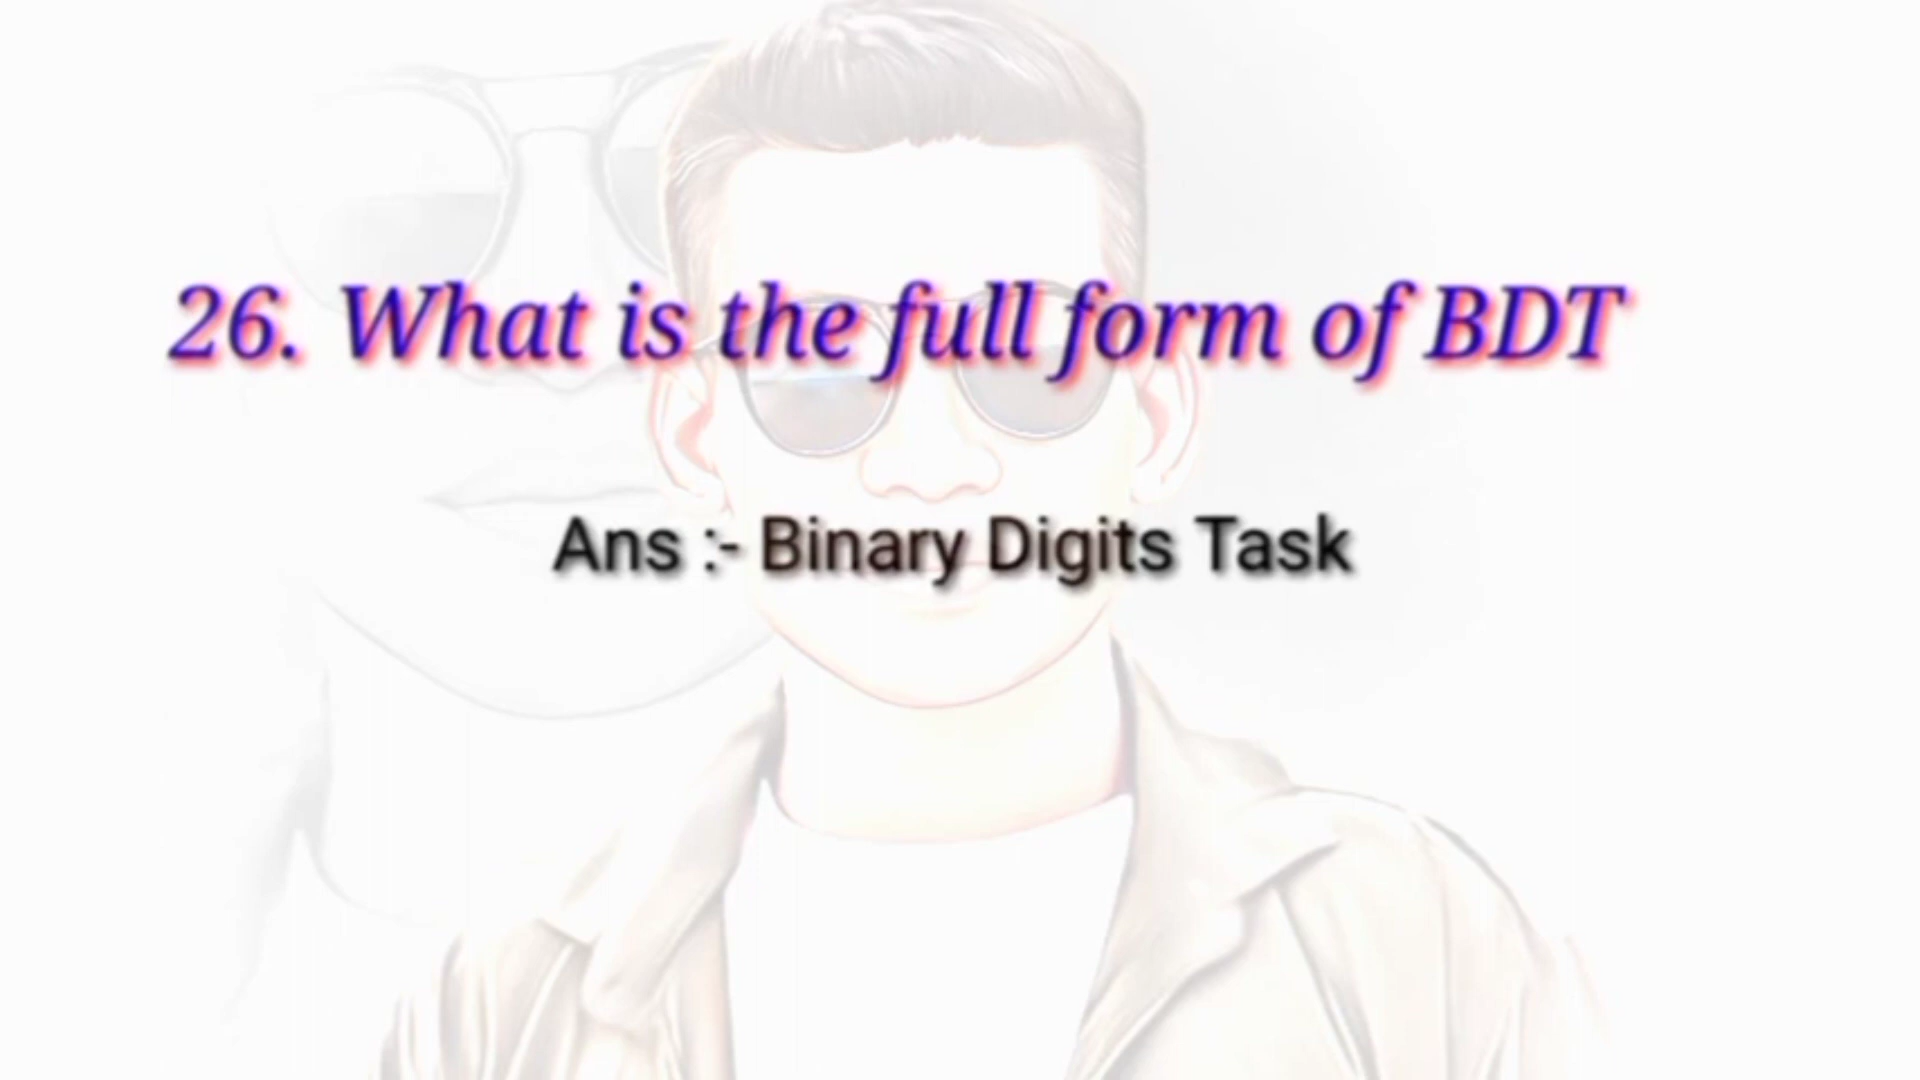 26. What is the full form of BDT
Ans :- Binary Digits Task